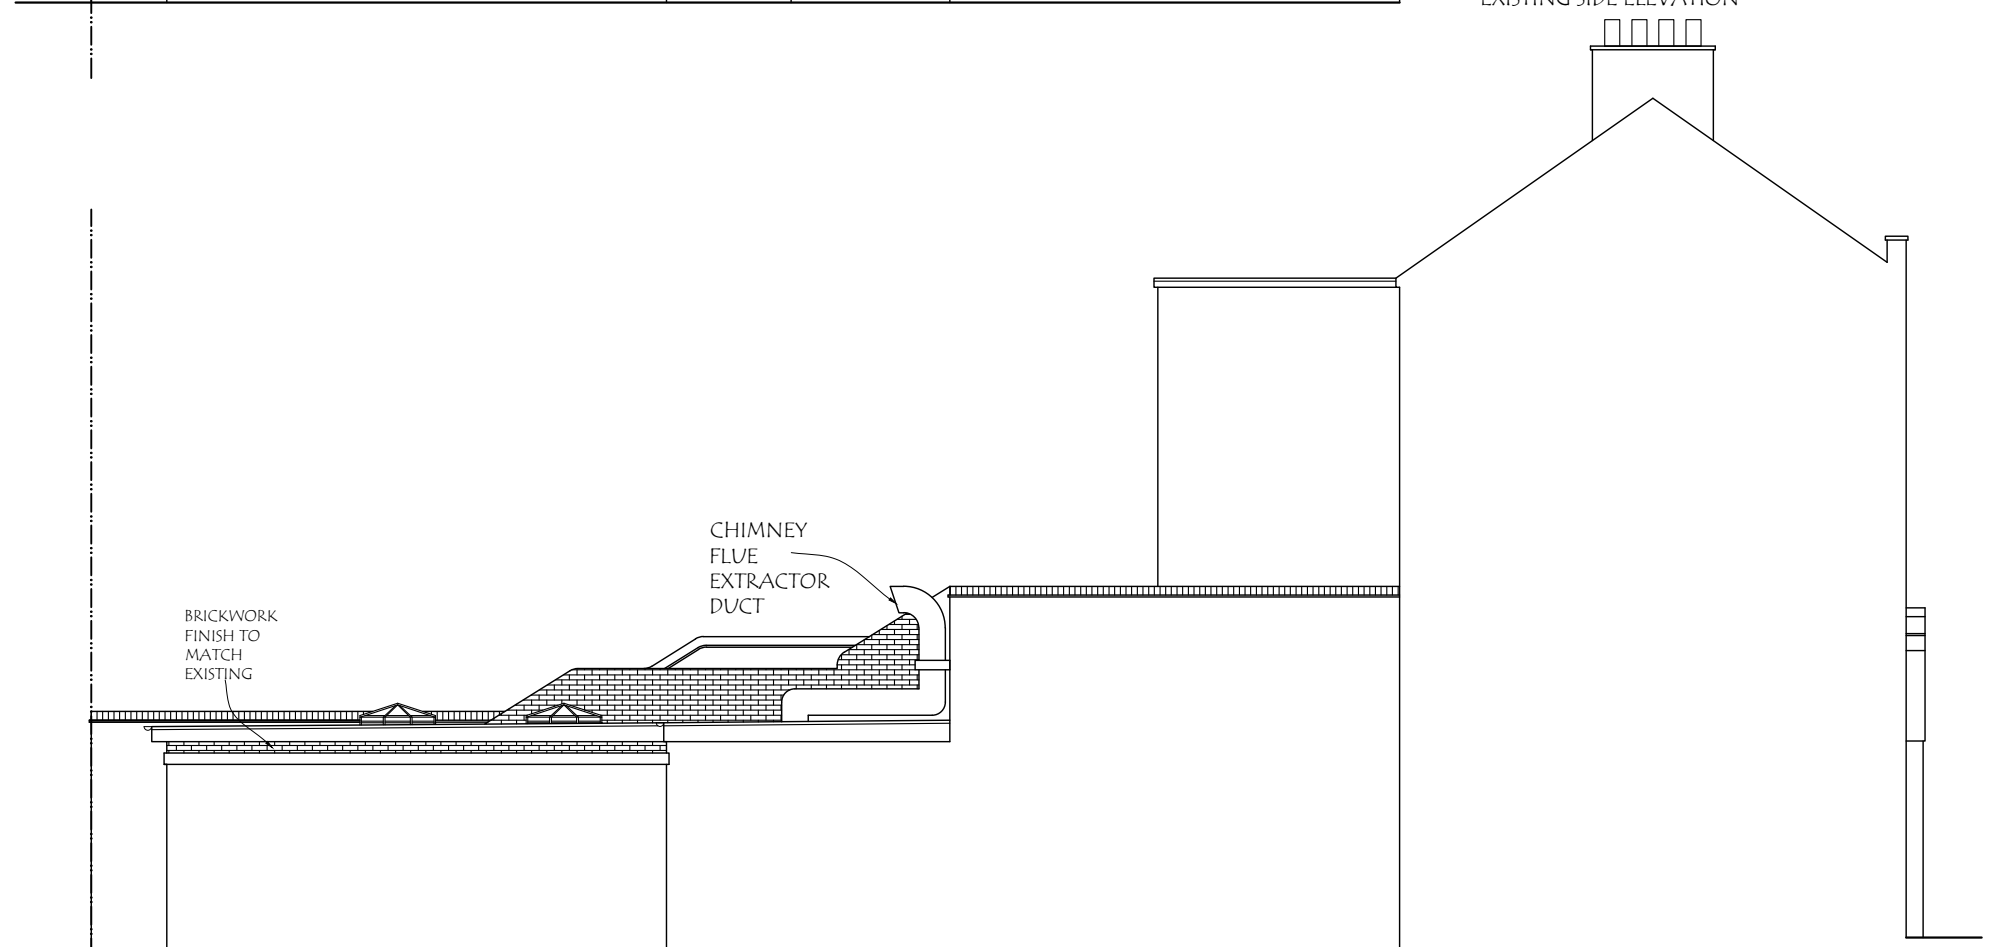 EXISTING SIDE ELEVATION
CHIMNEY
FLUE
EXTRACTOR
DUCT
BRICKWORK
FINISH TO
MATCH
EXISTING